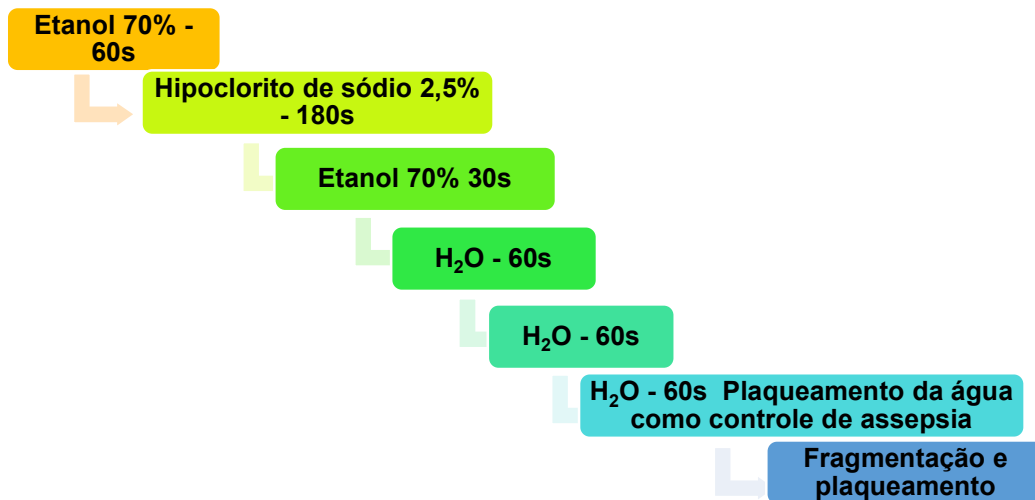 Etanol 70% -
60s
Hipoclorito de sódio 2,5%
- 180s
Etanol 70% 30s
H₂O - 60s
H₂O - 60s
H₂O - 60s  Plaqueamento da água
como controle de assepsia
Fragmentação e
plaqueamento